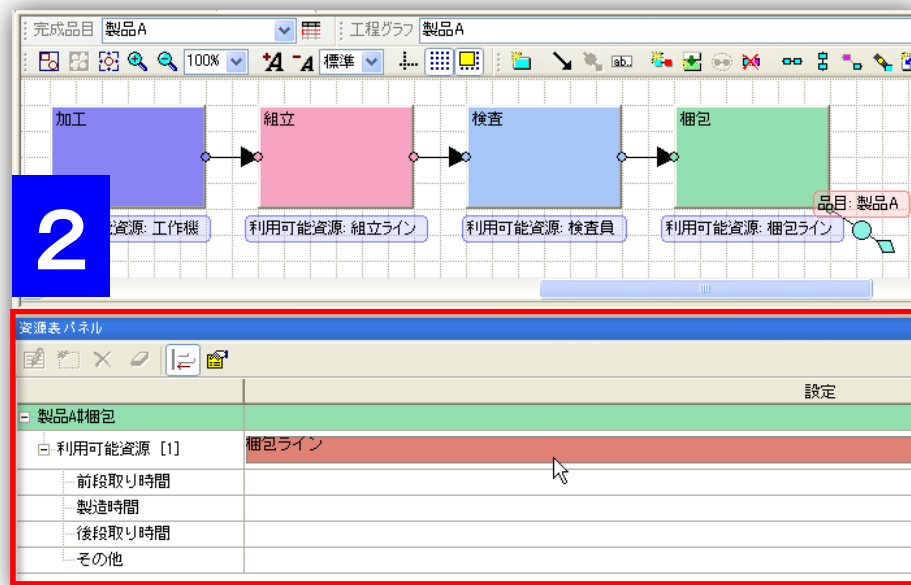 完成品目 製品A 工程グラフ 製品A
100% +A -A 標準 ab..
加工 組立 検査 梱包
品目: 製品A
能資源: 工作機 利用可能資源: 組立ライン 利用可能資源: 検査員 利用可能資源: 梱包ライン
2
資源表パネル
設定
製品A#梱包
利用可能資源 [1] 梱包ライン
前段取り時間
製造時間
後段取り時間
その他